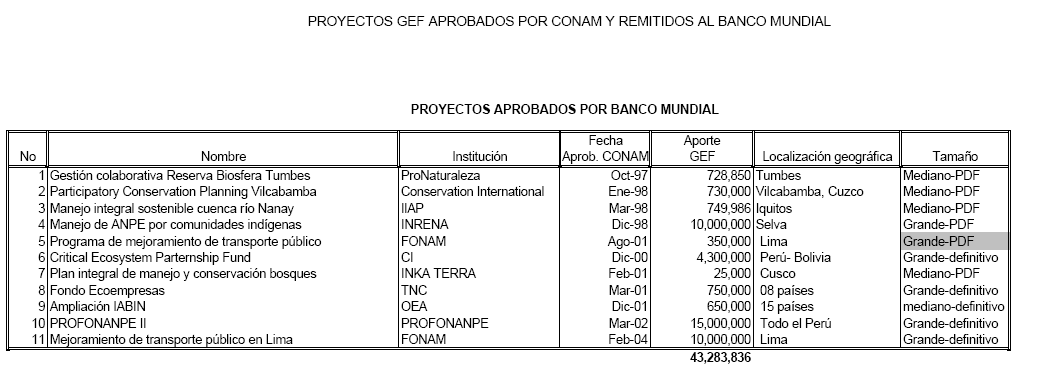 PROYECTOS GEF APROBADOS POR CONAM Y REMITIDOS AL BANCO MUNDIAL
PROYECTOS APROBADOS POR BANCO MUNDIAL
No Nombre Institución Fecha Aprob. CONAM Aporte GEF Localización geográfica Tamaño
1 Gestión colaborativa Reserva Biosfera Tumbes ProNaturaleza Oct-97 728,850 Tumbes Mediano-PDF
2 Participatory Conservation Planning Vilcabamba Conservation International Ene-98 730,000 Vilcabamba, Cuzco Mediano-PDF
3 Manejo integral sostenible cuenca río Nanay IIAP Mar-98 749,986 Iquitos Mediano-PDF
4 Manejo de ANPE por comunidades indígenas INRENA Dic-98 10,000,000 Selva Grande-PDF
5 Programa de mejoramiento de transporte público FONAM Ago-01 350,000 Lima Grande-PDF
6 Critical Ecosystem Parternship Fund CI Dic-00 4,300,000 Perú- Bolivia Grande-definitivo
7 Plan integral de manejo y conservación bosques INKA TERRA Feb-01 25,000 Cusco Mediano-PDF
8 Fondo Ecoempresas TNC Mar-01 750,000 08 países Grande-definitivo
9 Ampliación IABIN OEA Dic-01 650,000 15 países mediano-definitivo
10 PROFONANPE II PROFONANPE Mar-02 15,000,000 Todo el Perú Grande-definitivo
11 Mejoramiento de transporte público en Lima FONAM Feb-04 10,000,000 Lima Grande-definitivo
43,283,836